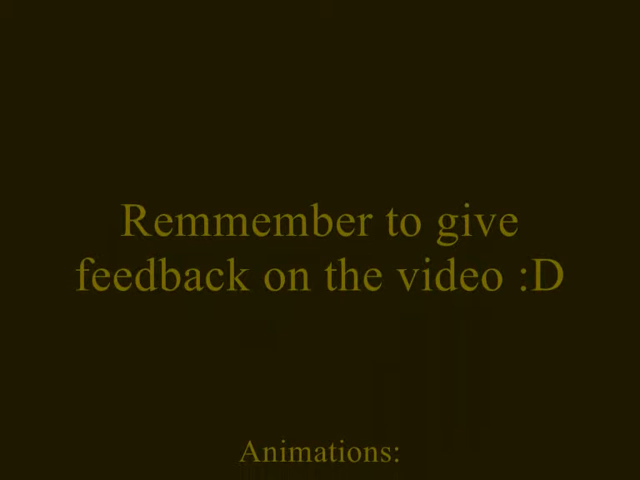 Remmember to give
feedback on the video :D
Animations: